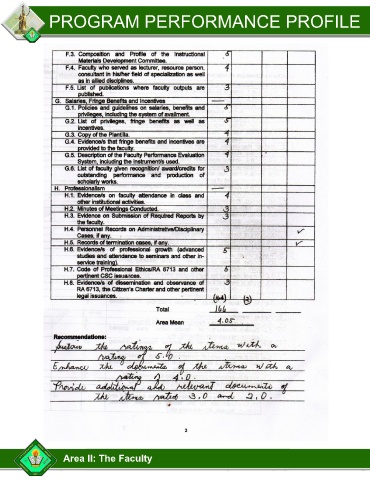 PROGRAM PERFORMANCE PROFILE
F.3. Composition and Profile of the Instructional 5
Materials Development Committee.
F.4. Faculty who served as lecturer, resource person, 4
consultant in his/her field of specialization as well
as in allied disciplines.
F.5. List of publications where faculty outputs are 3
published.
G. Salaries, Fringe Benefits and Incentives —
G.1. Policies and guidelines on salaries, benefits and 5
privileges, including the system of availment.
G.2. List of privileges, fringe benefits as well as 5
incentives.
G.3. Copy of the Plantilla. 4
G.4. Evidence/s that fringe benefits and incentives are 4
provided to the faculty.
G.5. Description of the Faculty Performance Evaluation 4
System, including the instrument/s used.
G.6. List of faculty given recognition/ award/credits for 3
outstanding performance and production of
scholarly works.
H. Professionalism —
H.1. Evidence/s on faculty attendance in class and 4
other institutional activities.
H.2. Minutes of Meetings Conducted. 3
H.3. Evidence on Submission of Required Reports by 3
the faculty.
H.4. Personnel Records on Administrative/Disciplinary ✓
Cases, if any.
H.5. Records of termination cases, if any. ✓
H.6. Evidence/s of professional growth (advanced 5
studies and attendance to seminars and other in-
service training).
H.7. Code of Professional Ethics/RA 6713 and other 5
pertinent CSC issuances.
H.8. Evidence/s of dissemination and observance of 3
RA 6713, the Citizen's Charter and other pertinent
legal issuances.
Total 166
Area Mean 4.05
Recommendations:
the ratings of the items with a
rating of 5.0.
Enhance the documents of the items with a
rating of 4.0.
Provide additional and relevant documents of
the items rated 3.0 and 2.0.
3
Area II: The Faculty